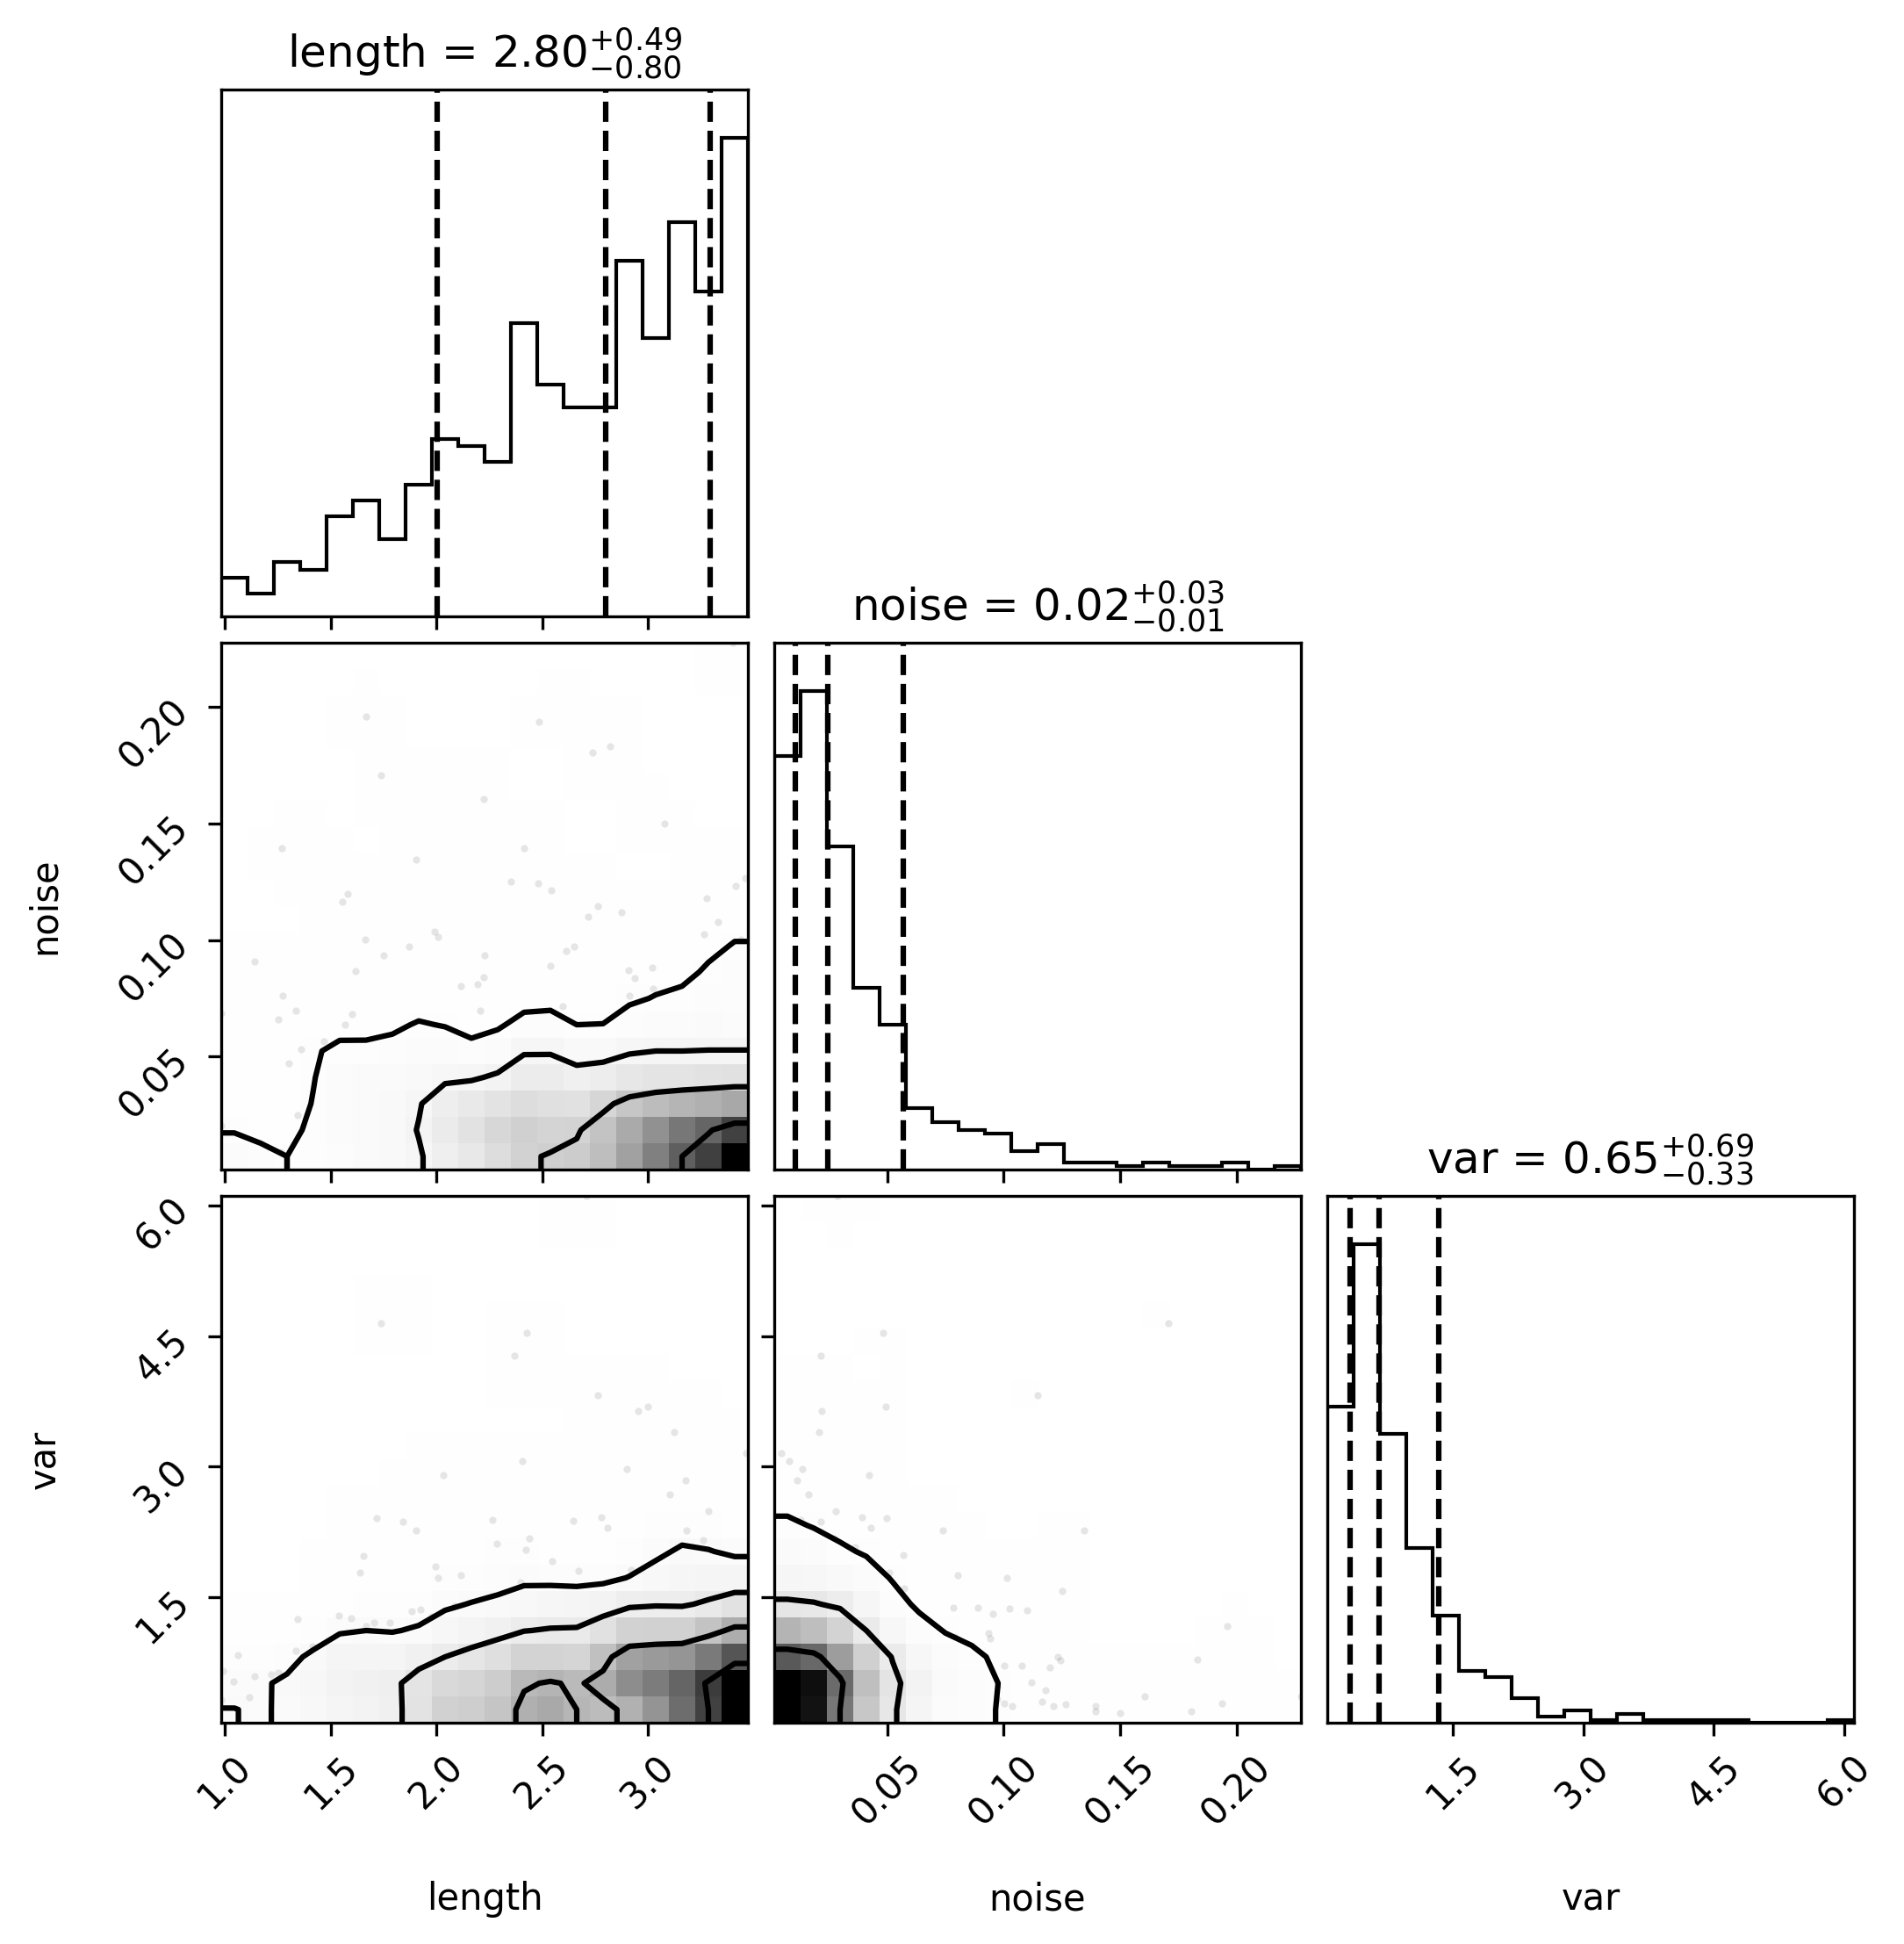 length = 2.80+0.49−0.80
noise = 0.02+0.03−0.01
0.20
0.15
0.10
0.05
noise
var = 0.65+0.69−0.33
6.0
4.5
3.0
1.5
var
1.0 1.5 2.0 2.5 3.0 0.05 0.10 0.15 0.20 1.5 3.0 4.5 6.0
length noise var